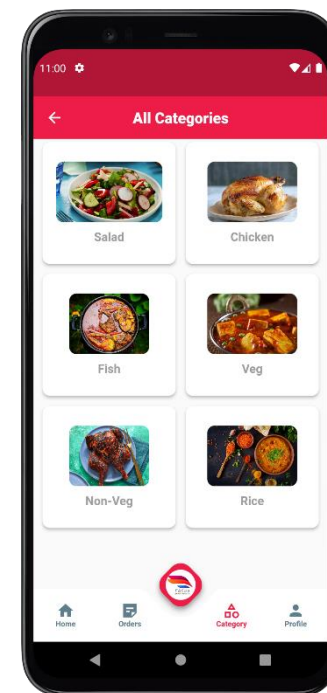 11:00
All Categories
Salad
Chicken
Fish
Veg
Non-Veg
Rice
Home
Orders
Category
Profile